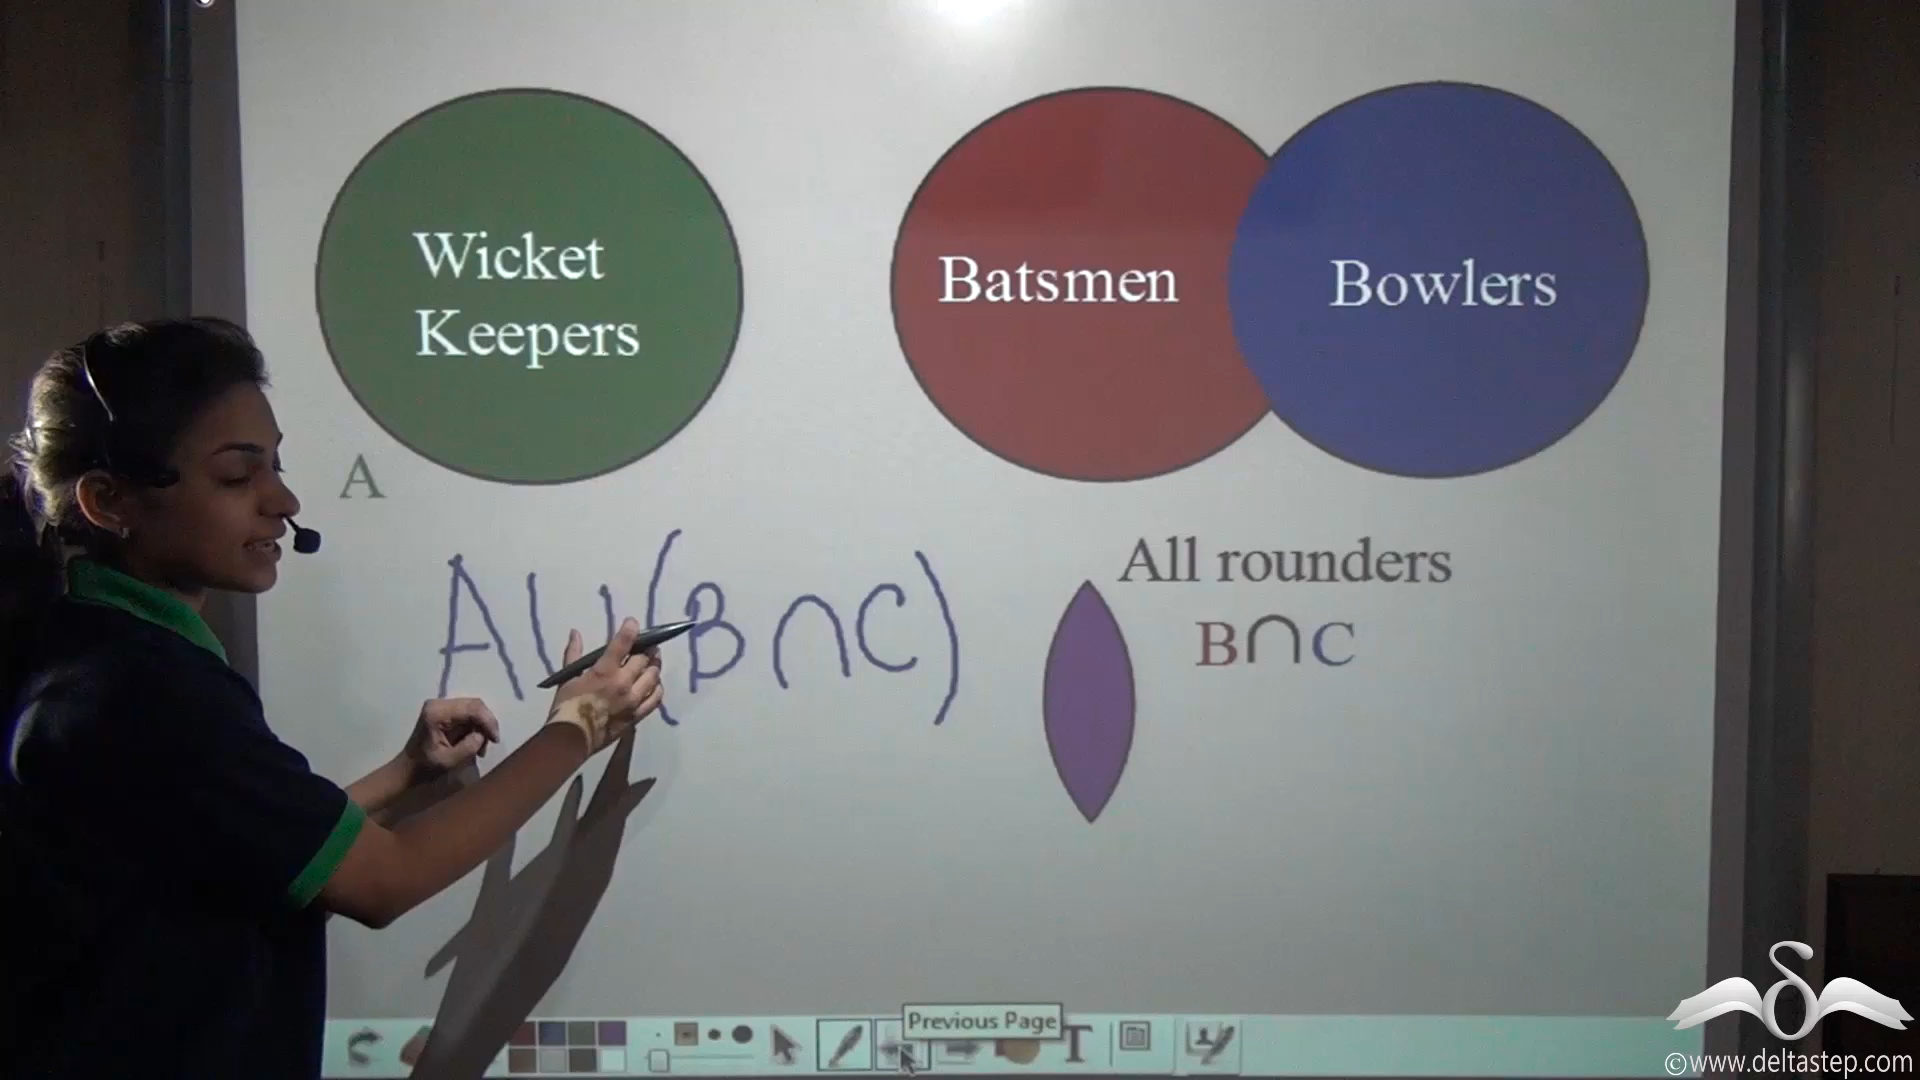 Wicket
Keepers
Batsmen
Bowlers
A
All rounders
B∩C
A∪(B∩C)
Previous Page
T
©www.deltastep.com